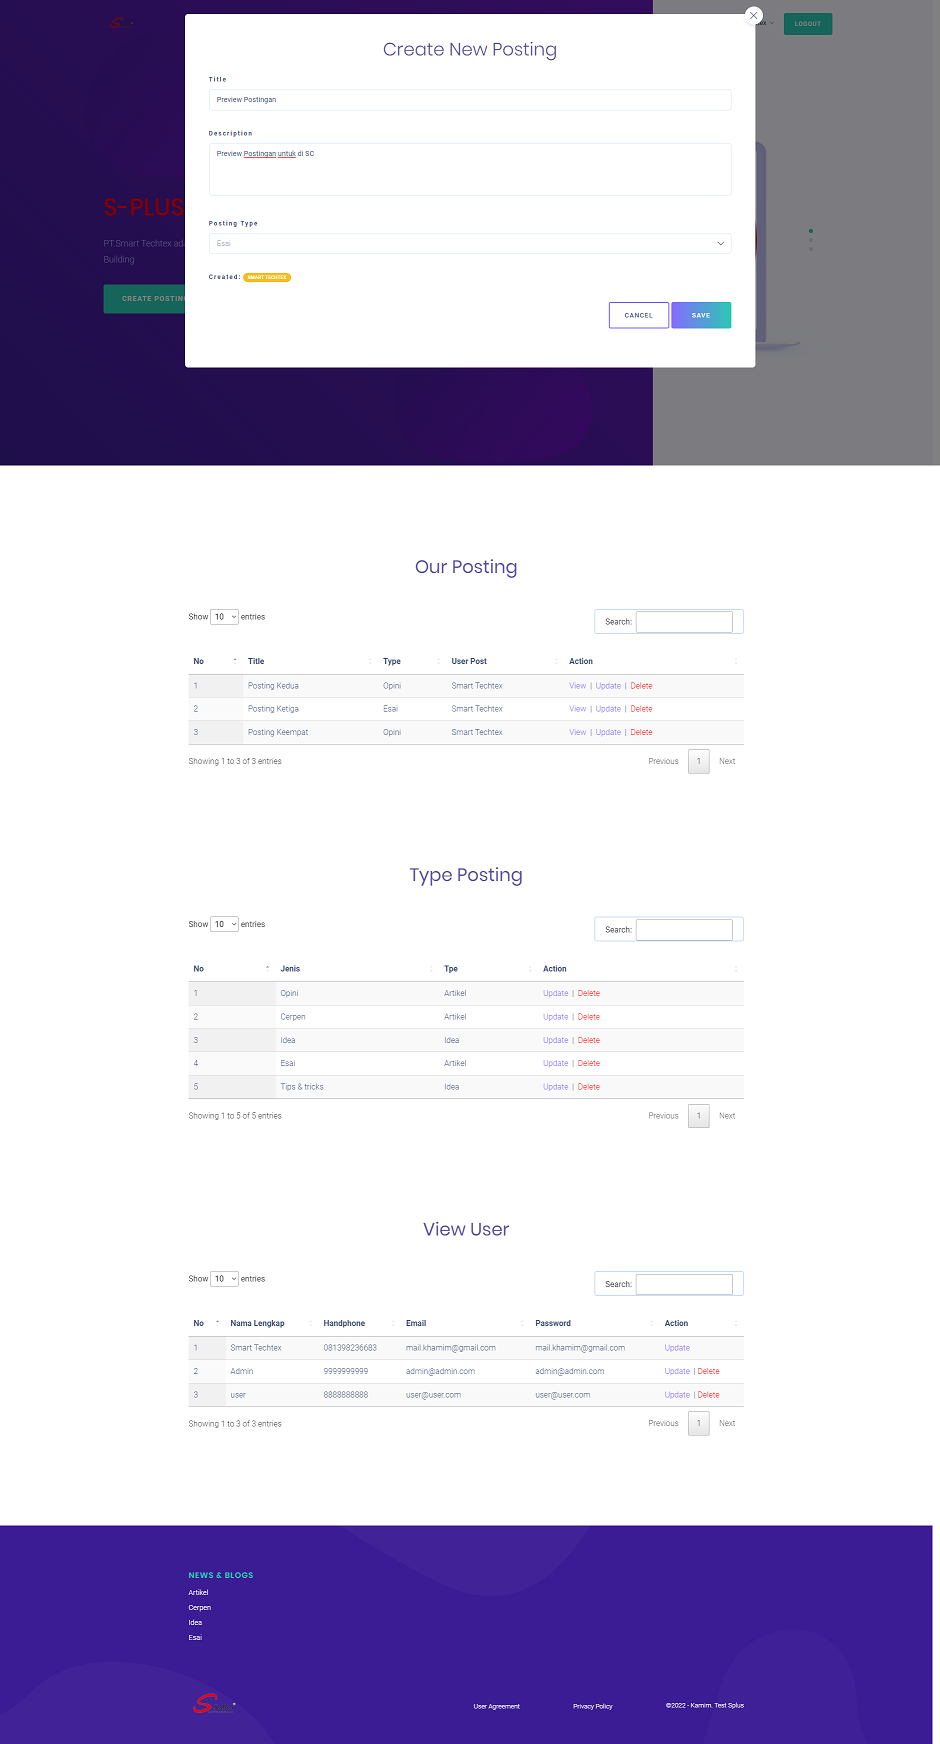 LOGOUT
Create New Posting
Title
Preview Postingan
Description
Preview Postingan untuk di SC
Posting Type
Esai
Created: SMART TECHTEX
CANCEL SAVE
S-PLUS
PT.Smart Techtex
Building
CREATE POSTING
Our Posting
Show 10 entries Search:
No Title Type User Post Action
1 Posting Kedua Opini Smart Techtex View | Update | Delete
2 Posting Ketiga Esai Smart Techtex View | Update | Delete
3 Posting Keempat Opini Smart Techtex View | Update | Delete
Showing 1 to 3 of 3 entries Previous 1 Next
Type Posting
Show 10 entries Search:
No Jenis Tpe Action
1 Opini Artikel Update | Delete
2 Cerpen Artikel Update | Delete
3 Idea Idea Update | Delete
4 Esai Artikel Update | Delete
5 Tips & tricks Idea Update | Delete
Showing 1 to 5 of 5 entries Previous 1 Next
View User
Show 10 entries Search:
No Nama Lengkap Handphone Email Password Action
1 Smart Techtex 081398236683 mail.khamim@gmail.com mail.khamim@gmail.com Update
2 Admin 9999999999 admin@admin.com admin@admin.com Update | Delete
3 user 8888888888 user@user.com user@user.com Update | Delete
Showing 1 to 3 of 3 entries Previous 1 Next
NEWS & BLOGS
Artikel
Cerpen
Idea
Esai
User Agreement Privacy Policy ©2022 - Kamim. Test Splus